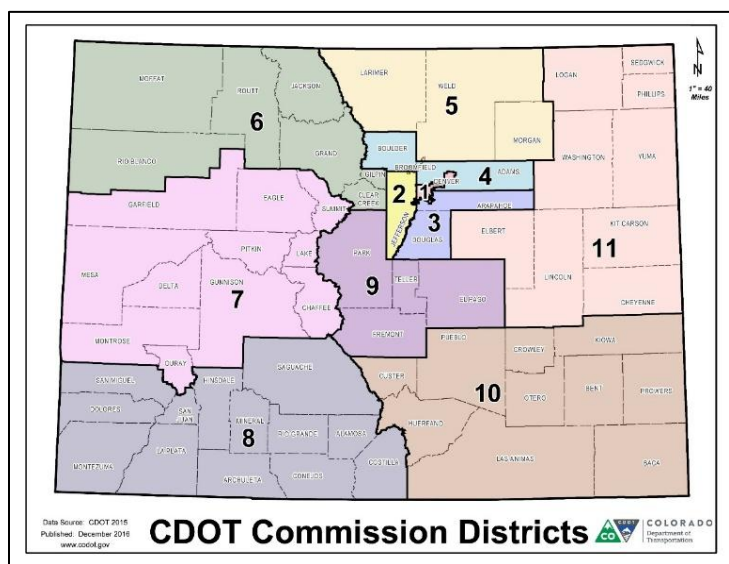 N
1" = 40
Miles
MOFFAT
ROUTT
JACKSON
LARIMER
WELD
LOGAN
SEDGWICK
PHILLIPS
5
6
MORGAN
RIO BLANCO
GRAND
BOULDER
BROOMFIELD
WASHINGTON
YUMA
GILPIN
CLEAR
CREEK
2
1
DENVER
4
ADAMS
GARFIELD
EAGLE
SUMMIT
JEFFERSON
3
ARAPAHOE
DOUGLAS
ELBERT
KIT CARSON
11
PITKIN
LAKE
PARK
LINCOLN
MESA
DELTA
GUNNISON
7
9
TELLER
EL PASO
CHEYENNE
CHAFFEE
MONTROSE
FREMONT
OURAY
PUEBLO
CROWLEY
KIOWA
SAN MIGUEL
HINSDALE
SAGUACHE
CUSTER
10
OTERO
BENT
PROWERS
DOLORES
SAN
JUAN
MINERAL
8
RIO GRANDE
ALAMOSA
HUERFANO
MONTEZUMA
LA PLATA
ARCHULETA
CONEJOS
COSTILLA
LAS ANIMAS
BACA
Data Source: CDOT 2015
Published: December 2016
www.codot.gov
CDOT Commission Districts
CO
CDOT
COLORADO
Department of
Transportation